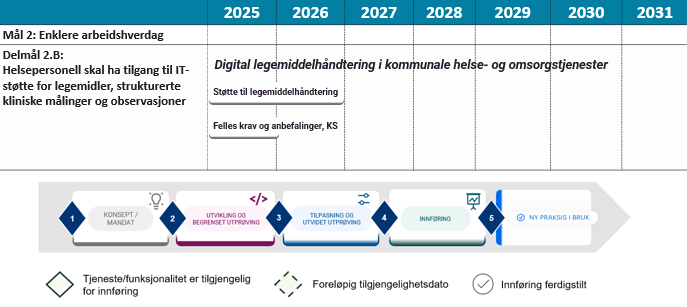 2025 2026 2027 2028 2029 2030 2031
Mål 2: Enklere arbeidshverdag
Delmål 2.B:
Helsepersonell skal ha tilgang til IT-
støtte for legemidler, strukturerte
kliniske målinger og observasjoner
Digital legemiddelhåndtering i kommunale helse- og omsorgstjenester
Støtte til legemiddelhåndtering
Felles krav og anbefalinger, KS
1
KONSEPT /
MANDAT
2
</>
UTVIKLING OG
BEGRENSET UTPRØVING
3
TILPASNING OG
UTVIDET UTPRØVING
4
INNFØRING
5
NY PRAKSIS I BRUK
Tjeneste/funksjonalitet er tilgjengelig
for innføring
Foreløpig tilgjengelighetsdato
Innføring ferdigstilt